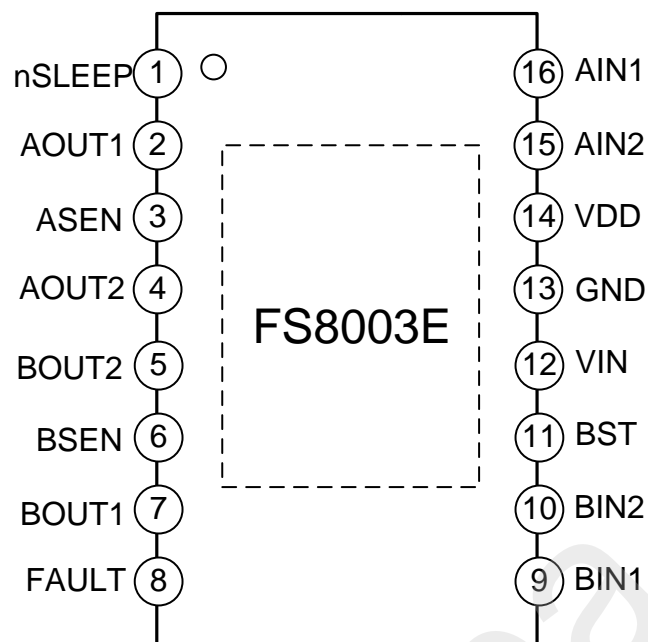 nSLEEP 1 16 AIN1
AOUT1 2 15 AIN2
ASEN 3 14 VDD
AOUT2 4 13 GND
FS8003E
BOUT2 5 12 VIN
BSEN 6 11 BST
BOUT1 7 10 BIN2
FAULT 8 9 BIN1